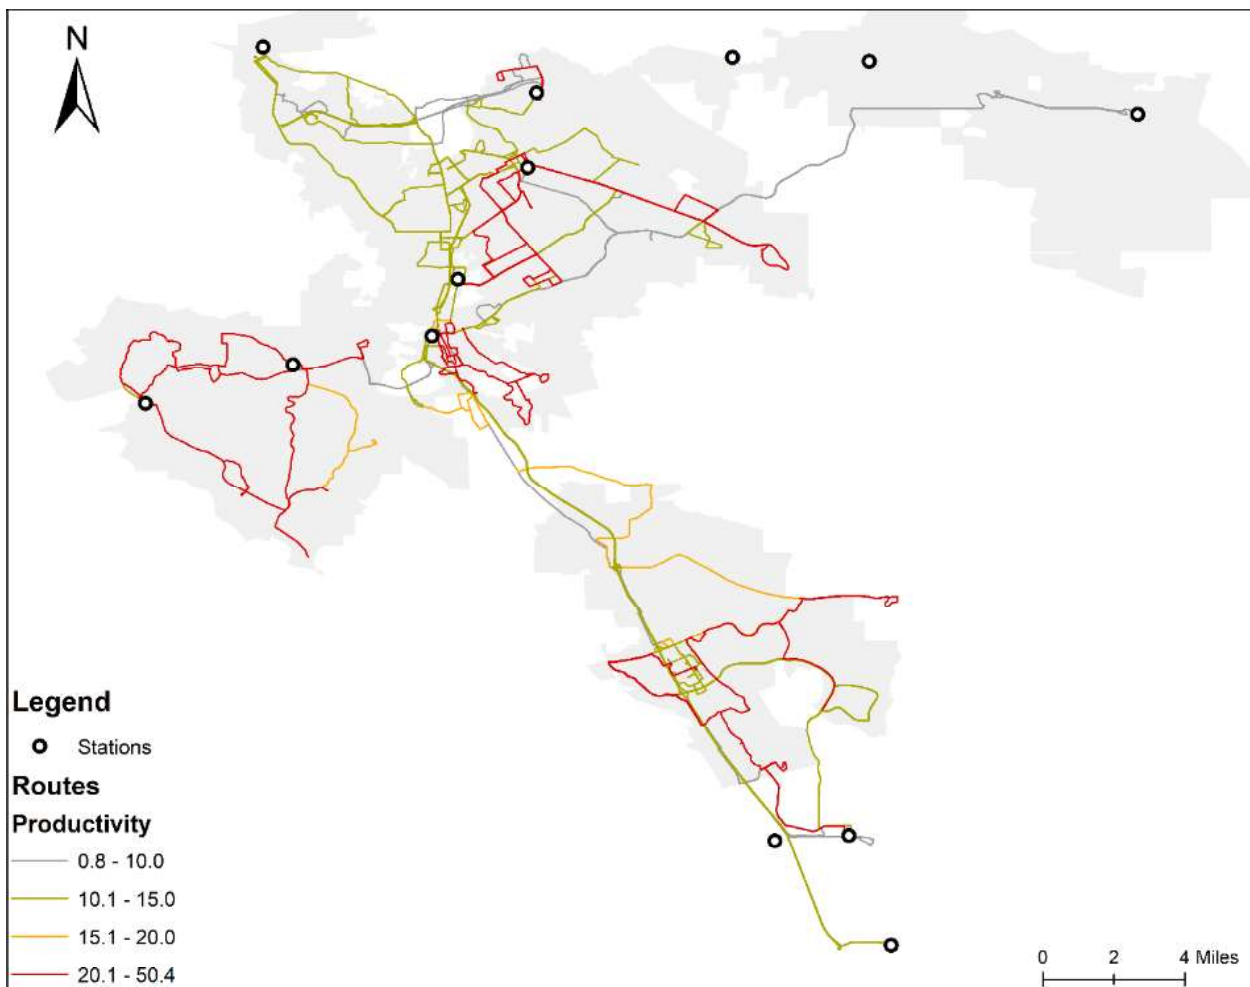 N
Legend
Stations
Routes
Productivity
0.8 - 10.0
10.1 - 15.0
15.1 - 20.0
20.1 - 50.4
0 2 4 Miles